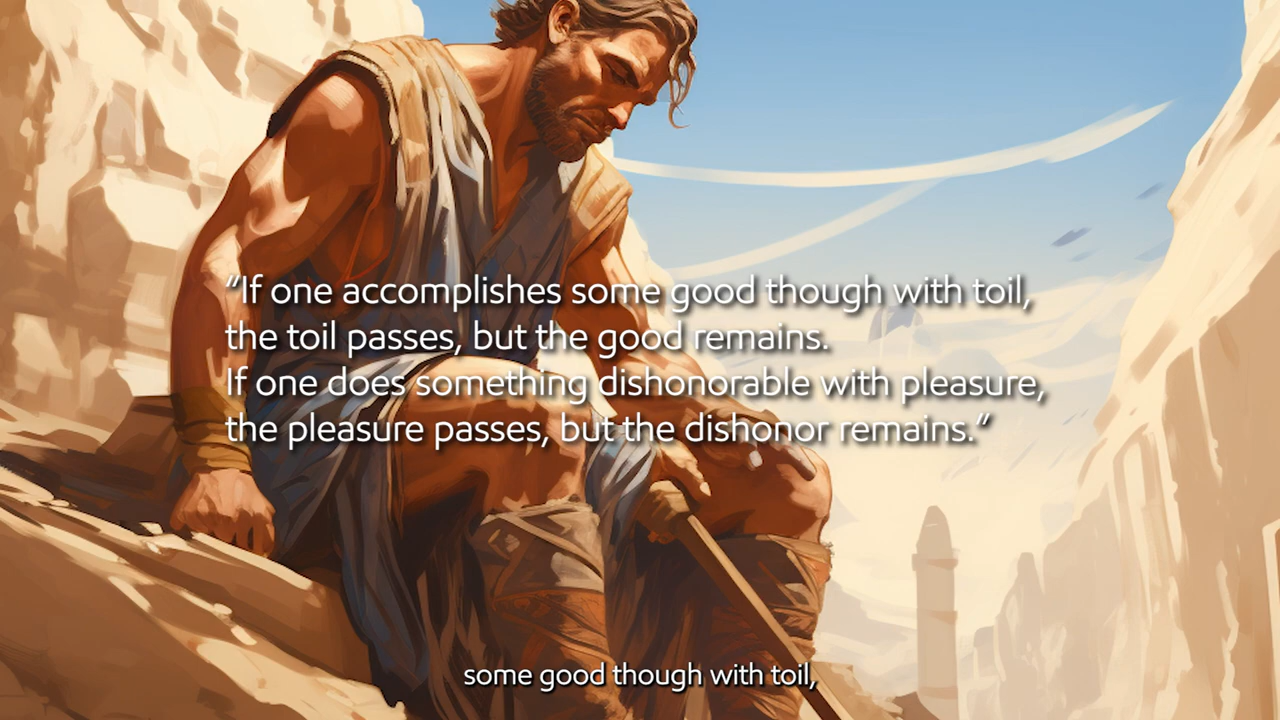 “If one accomplishes some good though with toil,
the toil passes, but the good remains.
If one does something dishonorable with pleasure,
the pleasure passes, but the dishonor remains.”
some good though with toil,